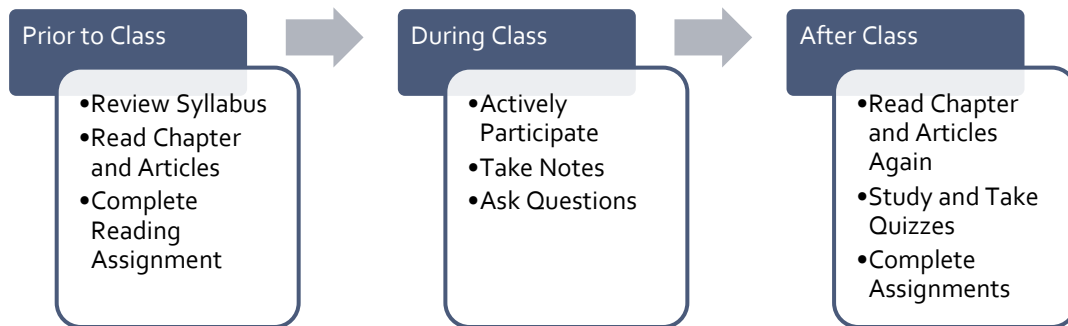 Prior to Class
•Review Syllabus
•Read Chapter
and Articles
•Complete
Reading
Assignment
During Class
•Actively
Participate
•Take Notes
•Ask Questions
After Class
•Read Chapter
and Articles
Again
•Study and Take
Quizzes
•Complete
Assignments